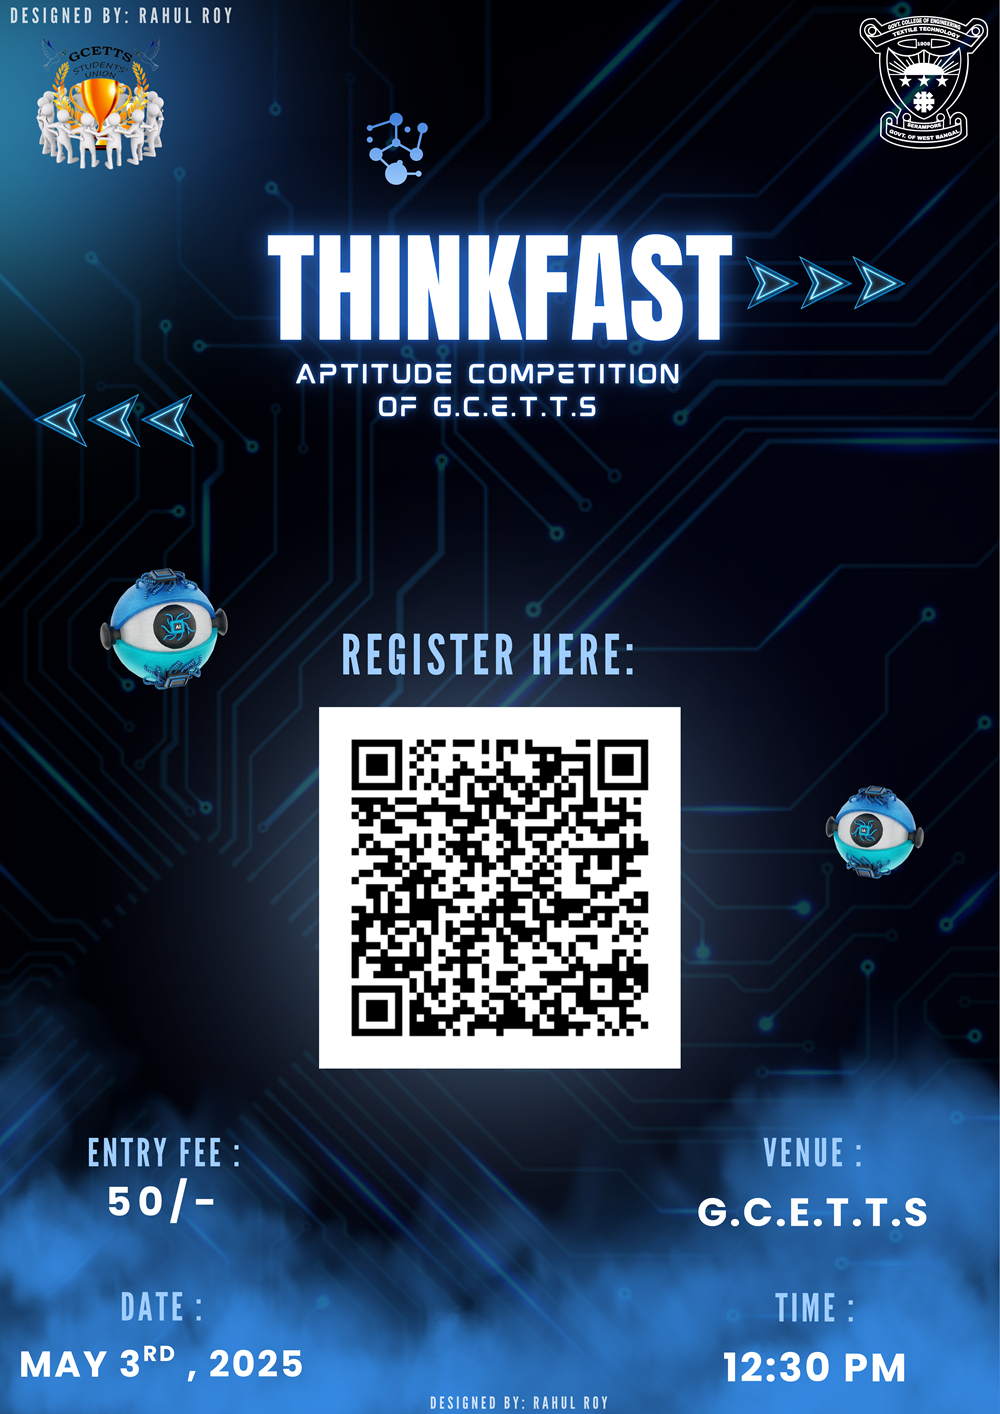 DESIGNED BY: RAHUL ROY
GCETTS
STUDENTS'
UNION
GOVT. COLLEGE OF ENGINEERING
TEXTILE TECHNOLOGY
1908
SERAMPORE
GOVT. OF WEST BANGAL
THINKFAST
APTITUDE COMPETITION
OF G.C.E.T.T.S
REGISTER HERE:
AI
ENTRY FEE :
50/-
VENUE :
G.C.E.T.T.S
DATE :
MAY 3RD , 2025
TIME :
12:30 PM
DESIGNED BY: RAHUL ROY